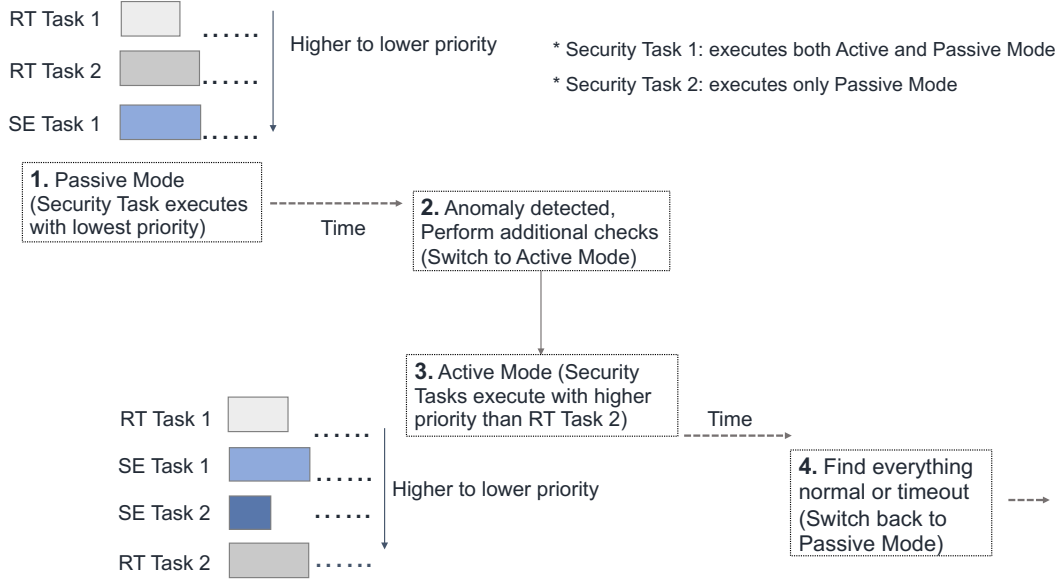 RT Task 1
......
Higher to lower priority
RT Task 2
......
SE Task 1
......
* Security Task 1: executes both Active and Passive Mode
* Security Task 2: executes only Passive Mode
1. Passive Mode
(Security Task executes
with lowest priority)
Time
2. Anomaly detected,
Perform additional checks
(Switch to Active Mode)
3. Active Mode (Security
Tasks execute with higher
priority than RT Task 2)
Time
RT Task 1
......
SE Task 1
......
Higher to lower priority
SE Task 2
......
RT Task 2
......
4. Find everything
normal or timeout
(Switch back to
Passive Mode)